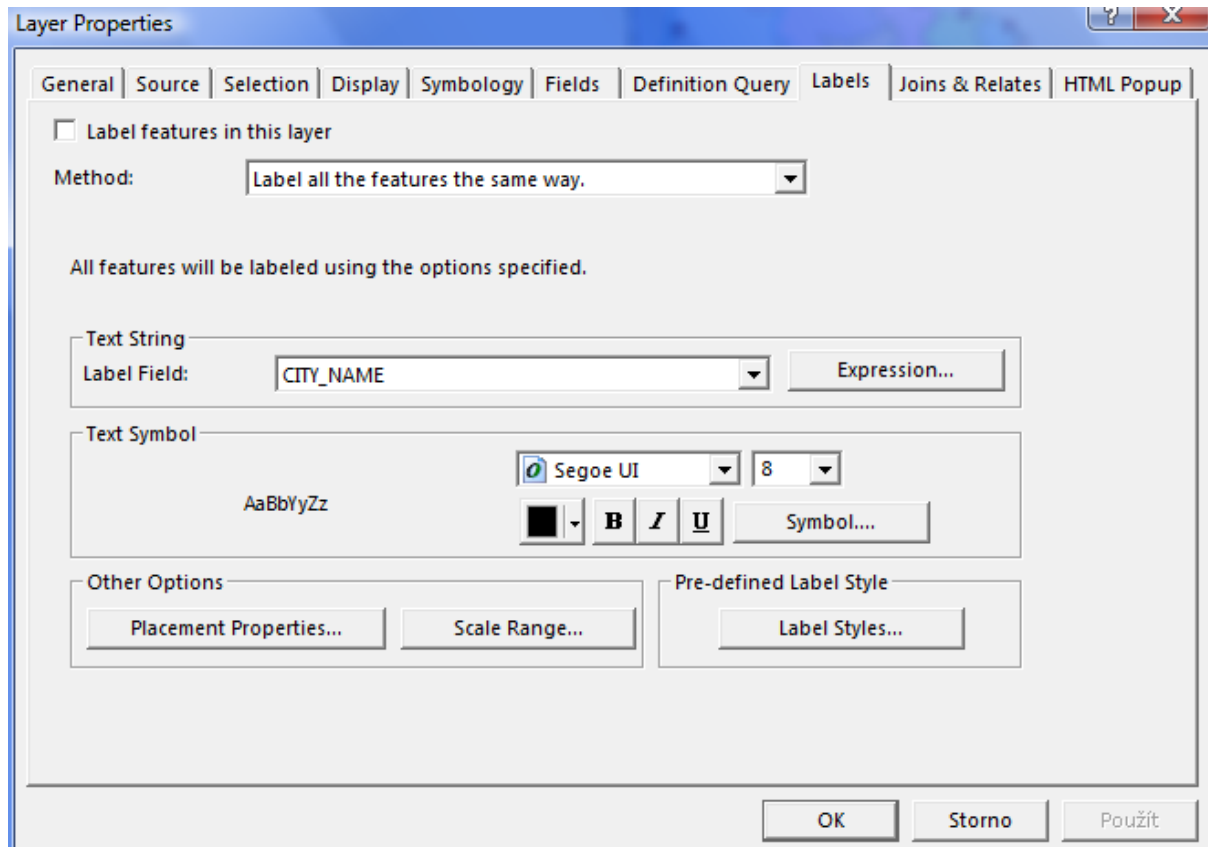 Layer Properties
General Source Selection Display Symbology Fields Definition Query Labels Joins & Relates HTML Popup
Label features in this layer
Method: Label all the features the same way.
All features will be labeled using the options specified.
Text String
Label Field: CITY_NAME Expression...
Text Symbol
Segoe UI 8
AaBbYyZz
B I U Symbol....
Other Options Pre-defined Label Style
Placement Properties... Scale Range... Label Styles...
OK Storno Použít